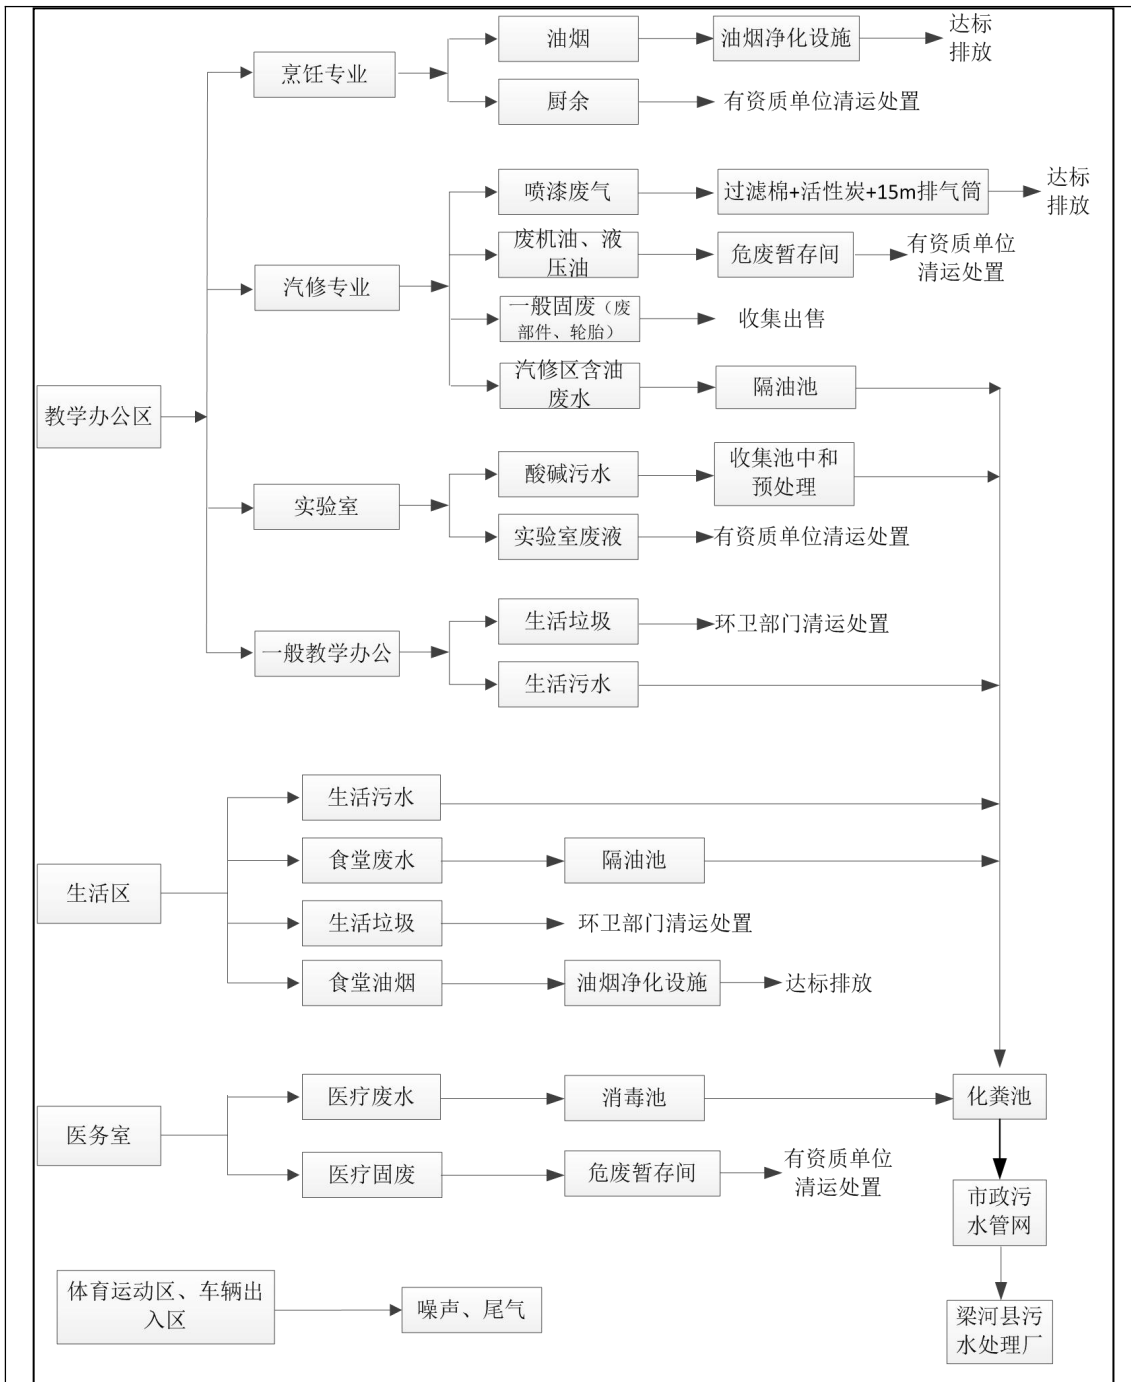 油烟
油烟净化设施
达标
排放
烹饪专业
厨余
有资质单位清运处置
喷漆废气
过滤棉+活性炭+15m排气筒
达标
排放
废机油、液
压油
危废暂存间
有资质单位
清运处置
汽修专业
一般固废（废
部件、轮胎）
收集出售
汽修区含油
废水
隔油池
教学办公区
酸碱污水
收集池中和
预处理
实验室
实验室废液
有资质单位清运处置
生活垃圾
环卫部门清运处置
一般教学办公
生活污水
生活污水
食堂废水
隔油池
生活区
生活垃圾
环卫部门清运处置
食堂油烟
油烟净化设施
达标排放
医疗废水
消毒池
化粪池
医务室
医疗固废
危废暂存间
有资质单位
清运处置
市政污
水管网
体育运动区、车辆出
入区
噪声、尾气
梁河县污
水处理厂